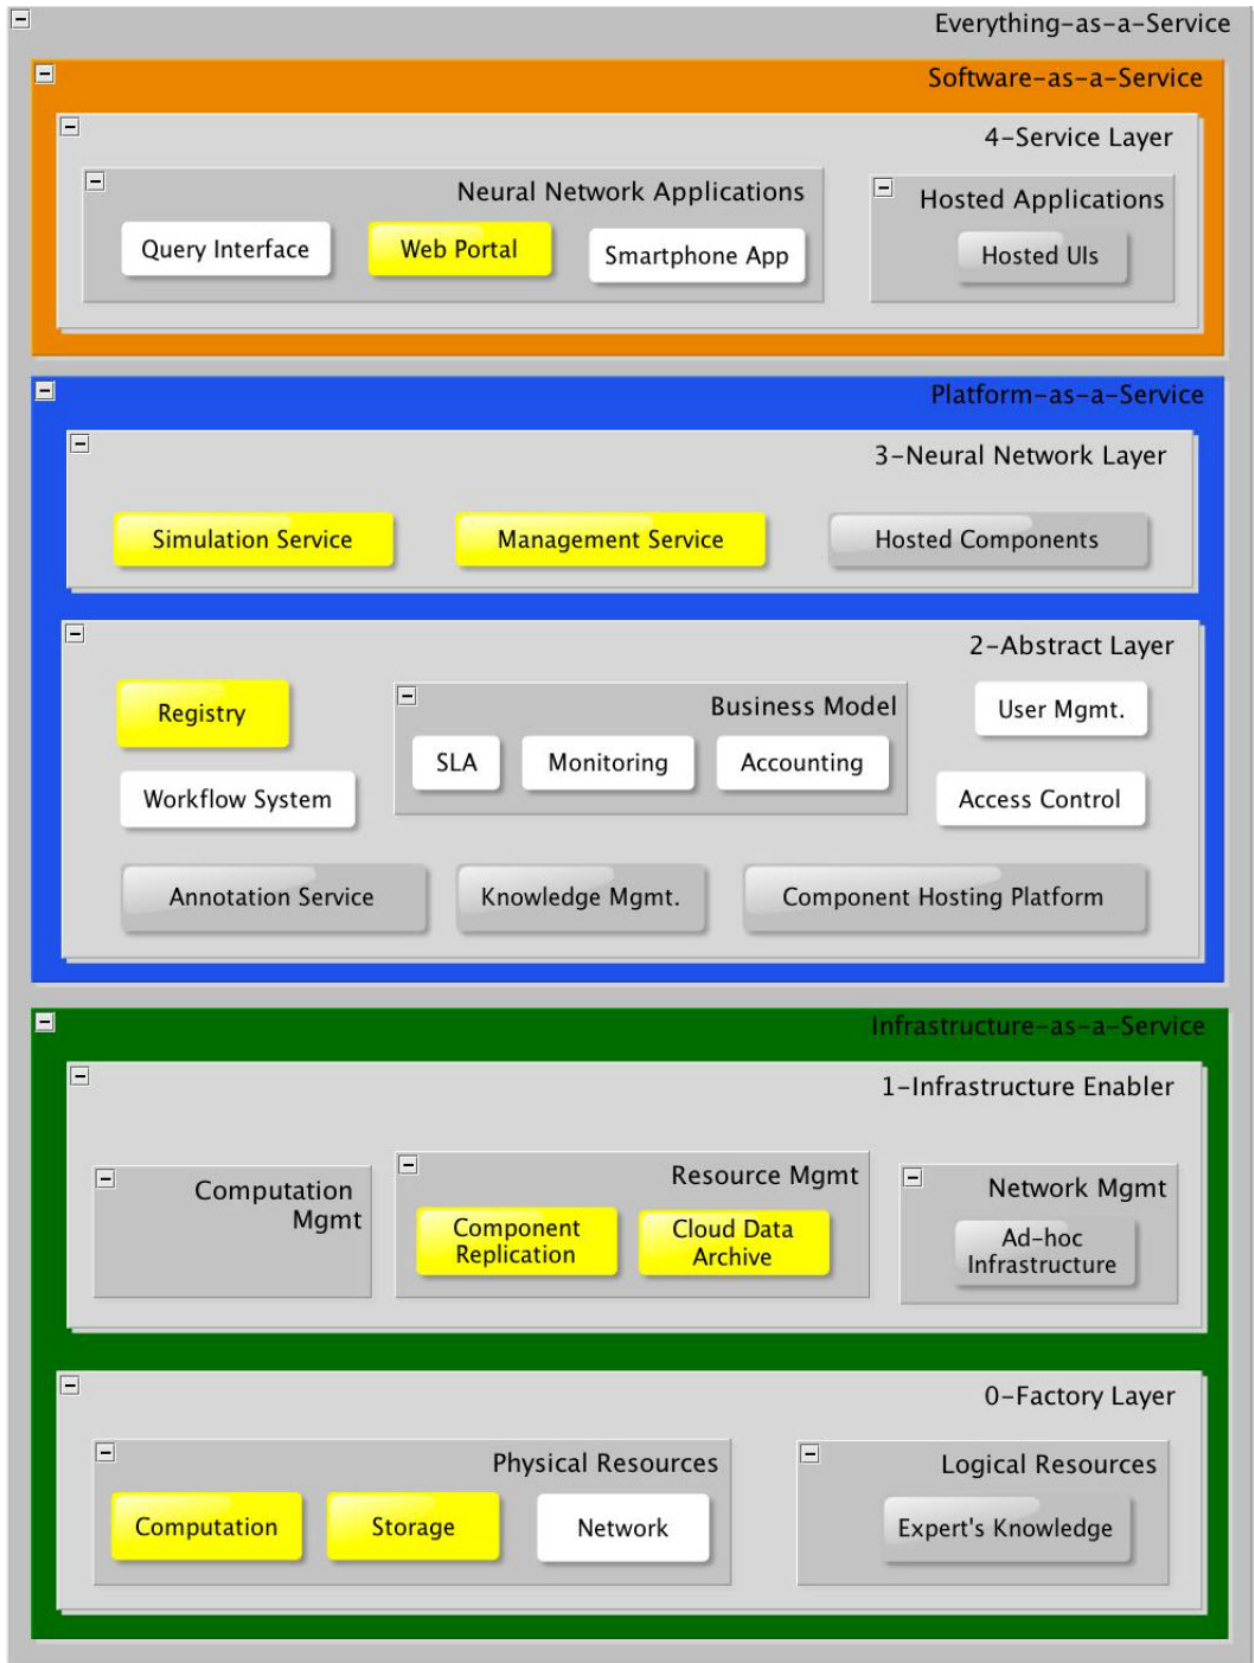 Everything-as-a-Service
Software-as-a-Service
4-Service Layer
Neural Network Applications
Query Interface
Web Portal
Smartphone App
Hosted Applications
Hosted UIs
Platform-as-a-Service
3-Neural Network Layer
Simulation Service
Management Service
Hosted Components
2-Abstract Layer
Registry
Workflow System
Business Model
SLA
Monitoring
Accounting
User Mgmt.
Access Control
Annotation Service
Knowledge Mgmt.
Component Hosting Platform
Infrastructure-as-a-Service
1-Infrastructure Enabler
Computation
Mgmt
Resource Mgmt
Component
Replication
Cloud Data
Archive
Network Mgmt
Ad-hoc
Infrastructure
0-Factory Layer
Physical Resources
Computation
Storage
Network
Logical Resources
Expert's Knowledge